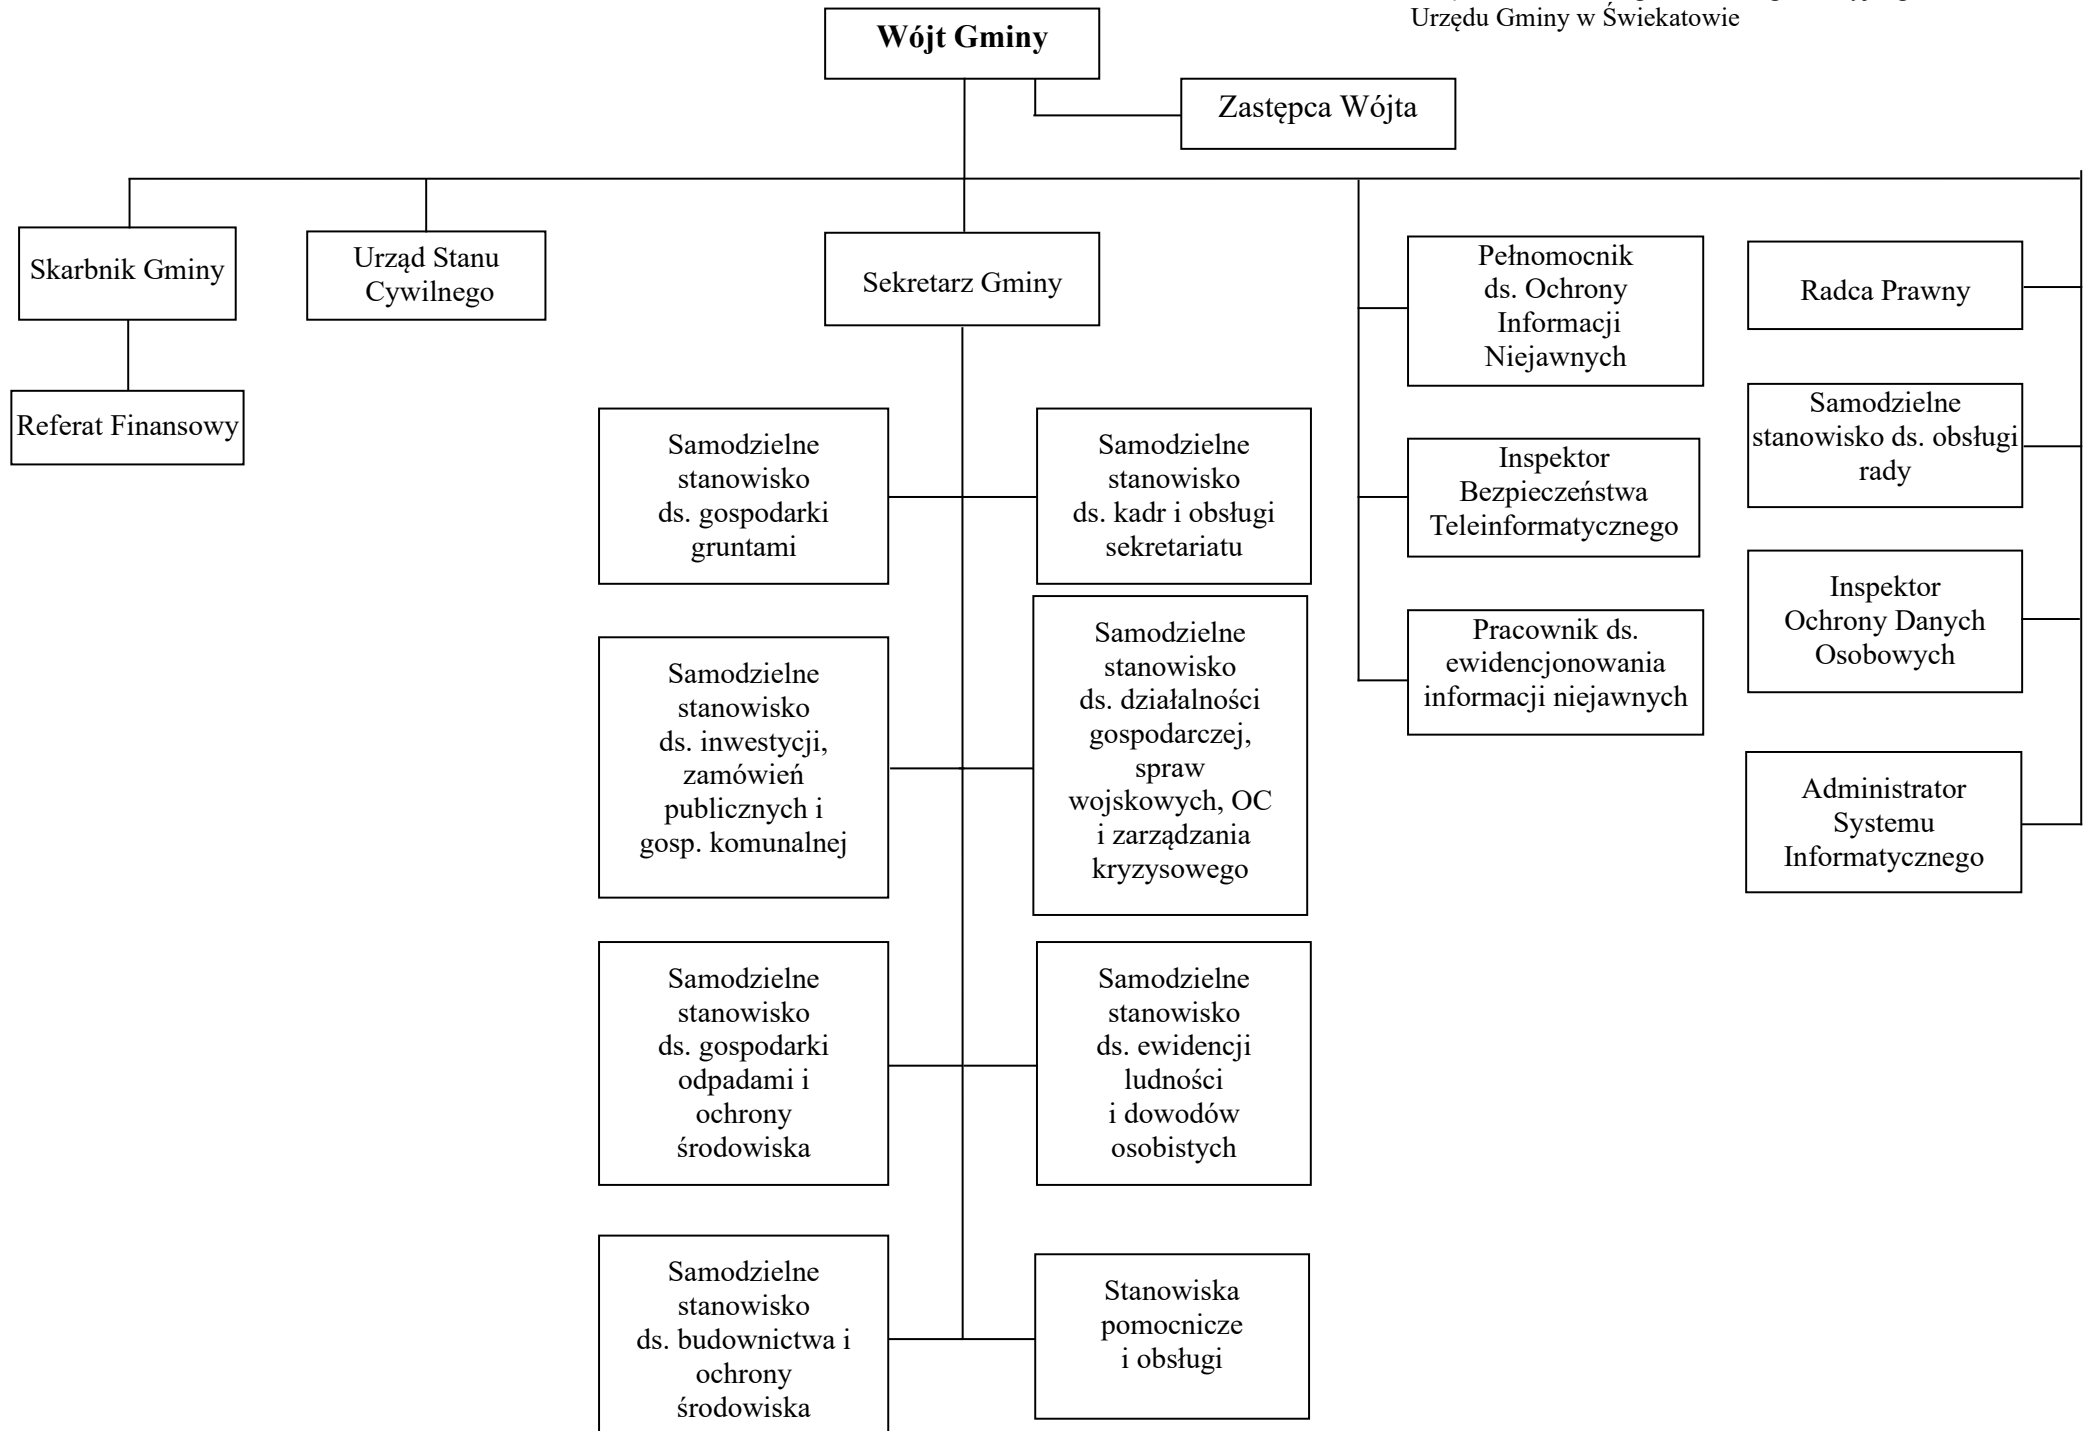 Urzędu Gminy w Świekatowie
Wójt Gminy
Zastępca Wójta
Skarbnik Gminy
Referat Finansowy
Urząd Stanu
Cywilnego
Sekretarz Gminy
Samodzielne
stanowisko
ds. gospodarki
gruntami
Samodzielne
stanowisko
ds. kadr i obsługi
sekretariatu
Samodzielne
stanowisko
ds. inwestycji,
zamówień
publicznych i
gosp. komunalnej
Samodzielne
stanowisko
ds. działalności
gospodarczej,
spraw
wojskowych, OC
i zarządzania
kryzysowego
Samodzielne
stanowisko
ds. gospodarki
odpadami i
ochrony
środowiska
Samodzielne
stanowisko
ds. ewidencji
ludności
i dowodów
osobistych
Samodzielne
stanowisko
ds. budownictwa i
ochrony
środowiska
Stanowiska
pomocnicze
i obsługi
Pełnomocnik
ds. Ochrony
Informacji
Niejawnych
Inspektor
Bezpieczeństwa
Teleinformatycznego
Pracownik ds.
ewidencjonowania
informacji niejawnych
Radca Prawny
Samodzielne
stanowisko ds. obsługi
rady
Inspektor
Ochrony Danych
Osobowych
Administrator
Systemu
Informatycznego